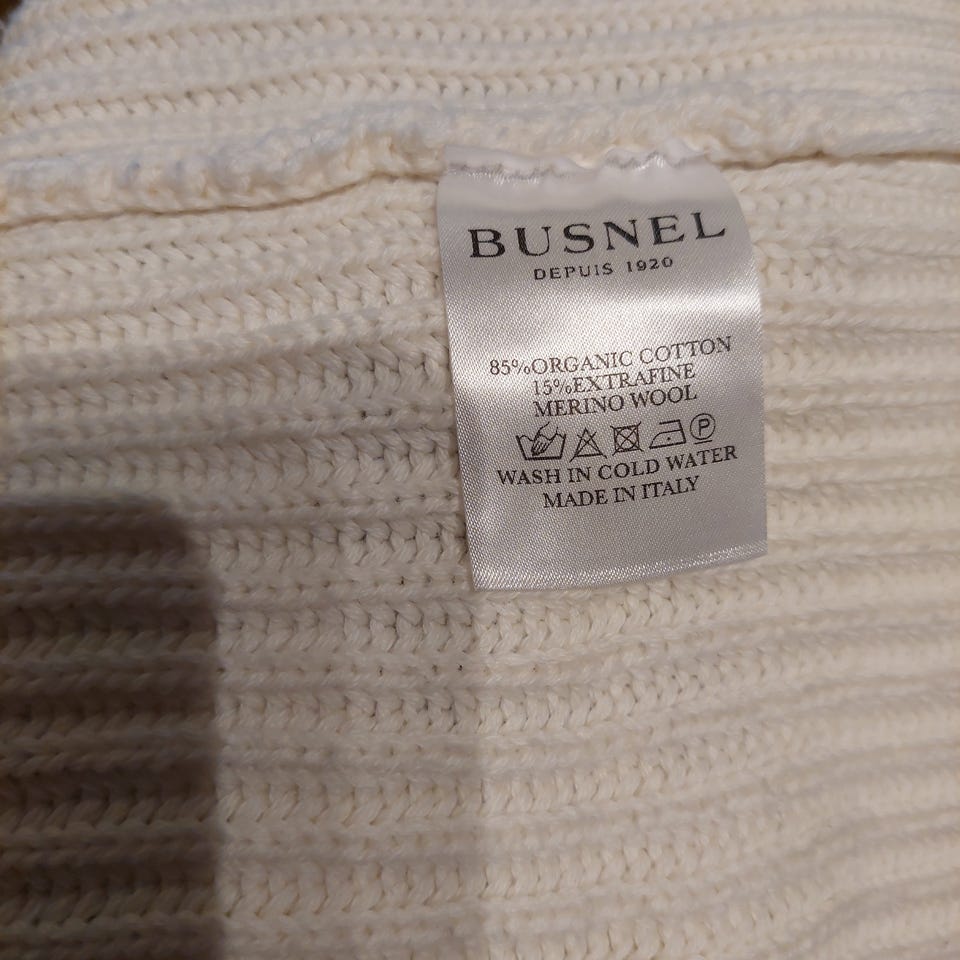 BUSNEL
DEPUIS 1920
85%ORGANIC COTTON
15%EXTRAFINE
MERINO WOOL
P
WASH IN COLD WATER
MADE IN ITALY